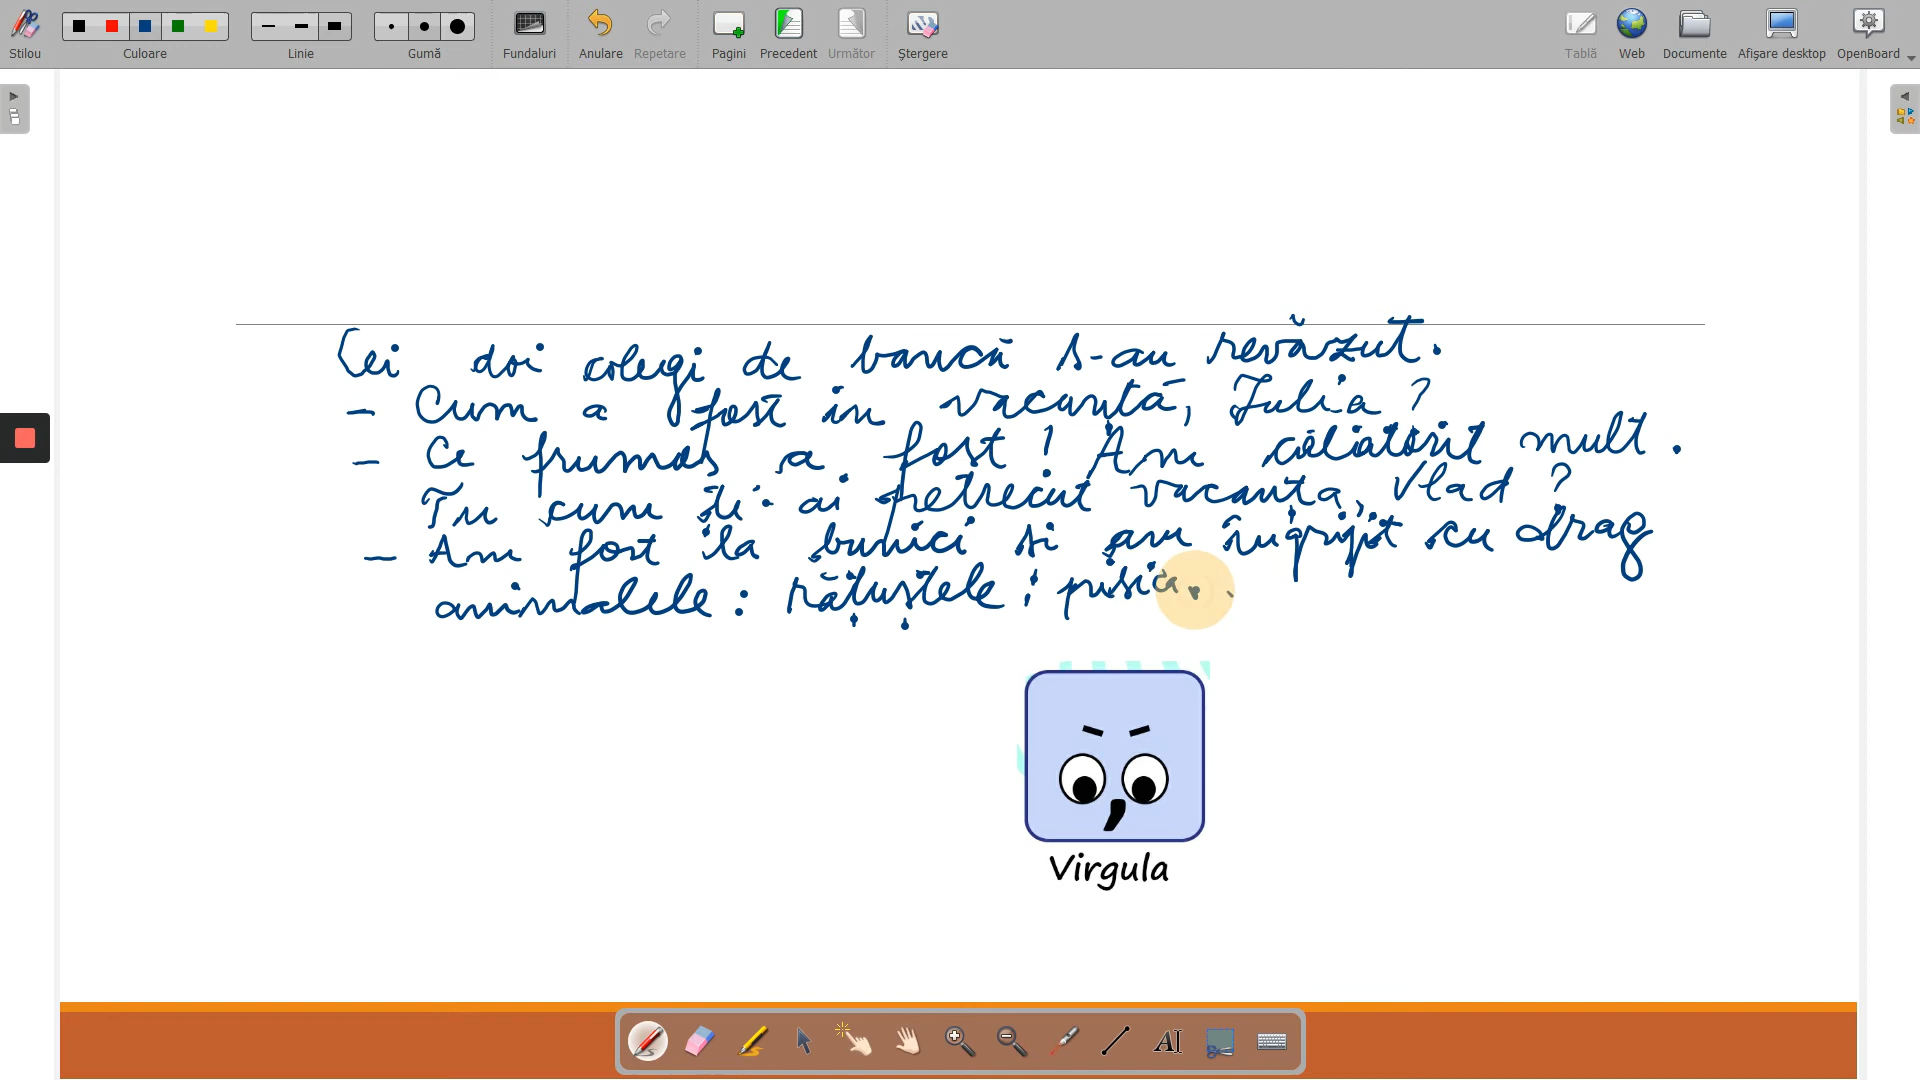 Stilou Culoare Linie Gumă Fundaluri Anulare Repetare Pagini Precedent Următor Ștergere Tablă Web Documente Afișare desktop OpenBoard
Cei doi colegi de bancă s-au revăzut.
- Cum a fost în vacanță, Iulia?
- Ce frumos a fost! Am călătorit mult.
Tu cum ti-ai petrecut vacanța, Vlad?
- Am fost la bunici si am îngrijit cu drag
animalele: rățuștele, pisica
Virgula